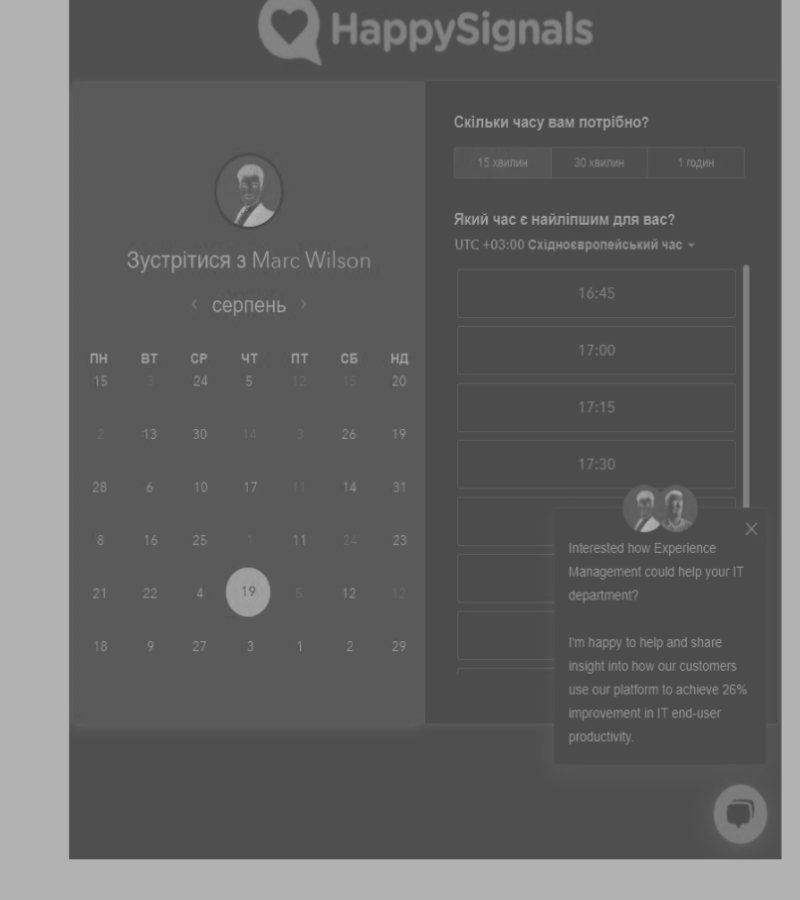 HappySignals
Зустрітися з Marc Wilson
серпень
ПН ВТ СР ЧТ ПТ СБ НД
15 3 24 5 12 15 20
2 13 30 14 3 26 19
28 6 10 17 11 14 31
8 16 25 1 11 24 23
21 22 4 19 5 12 12
18 9 27 3 1 2 29
Скільки часу вам потрібно?
15 хвилин 30 хвилин 1 годин
Який час є найліпшим для вас?
UTC +03:00 Східноєвропейський час
16:45
17:00
17:15
17:30
Interested how Experience
Management could help your IT
department?
I'm happy to help and share
insight into how our customers
use our platform to achieve 26%
improvement in IT end-user
productivity.